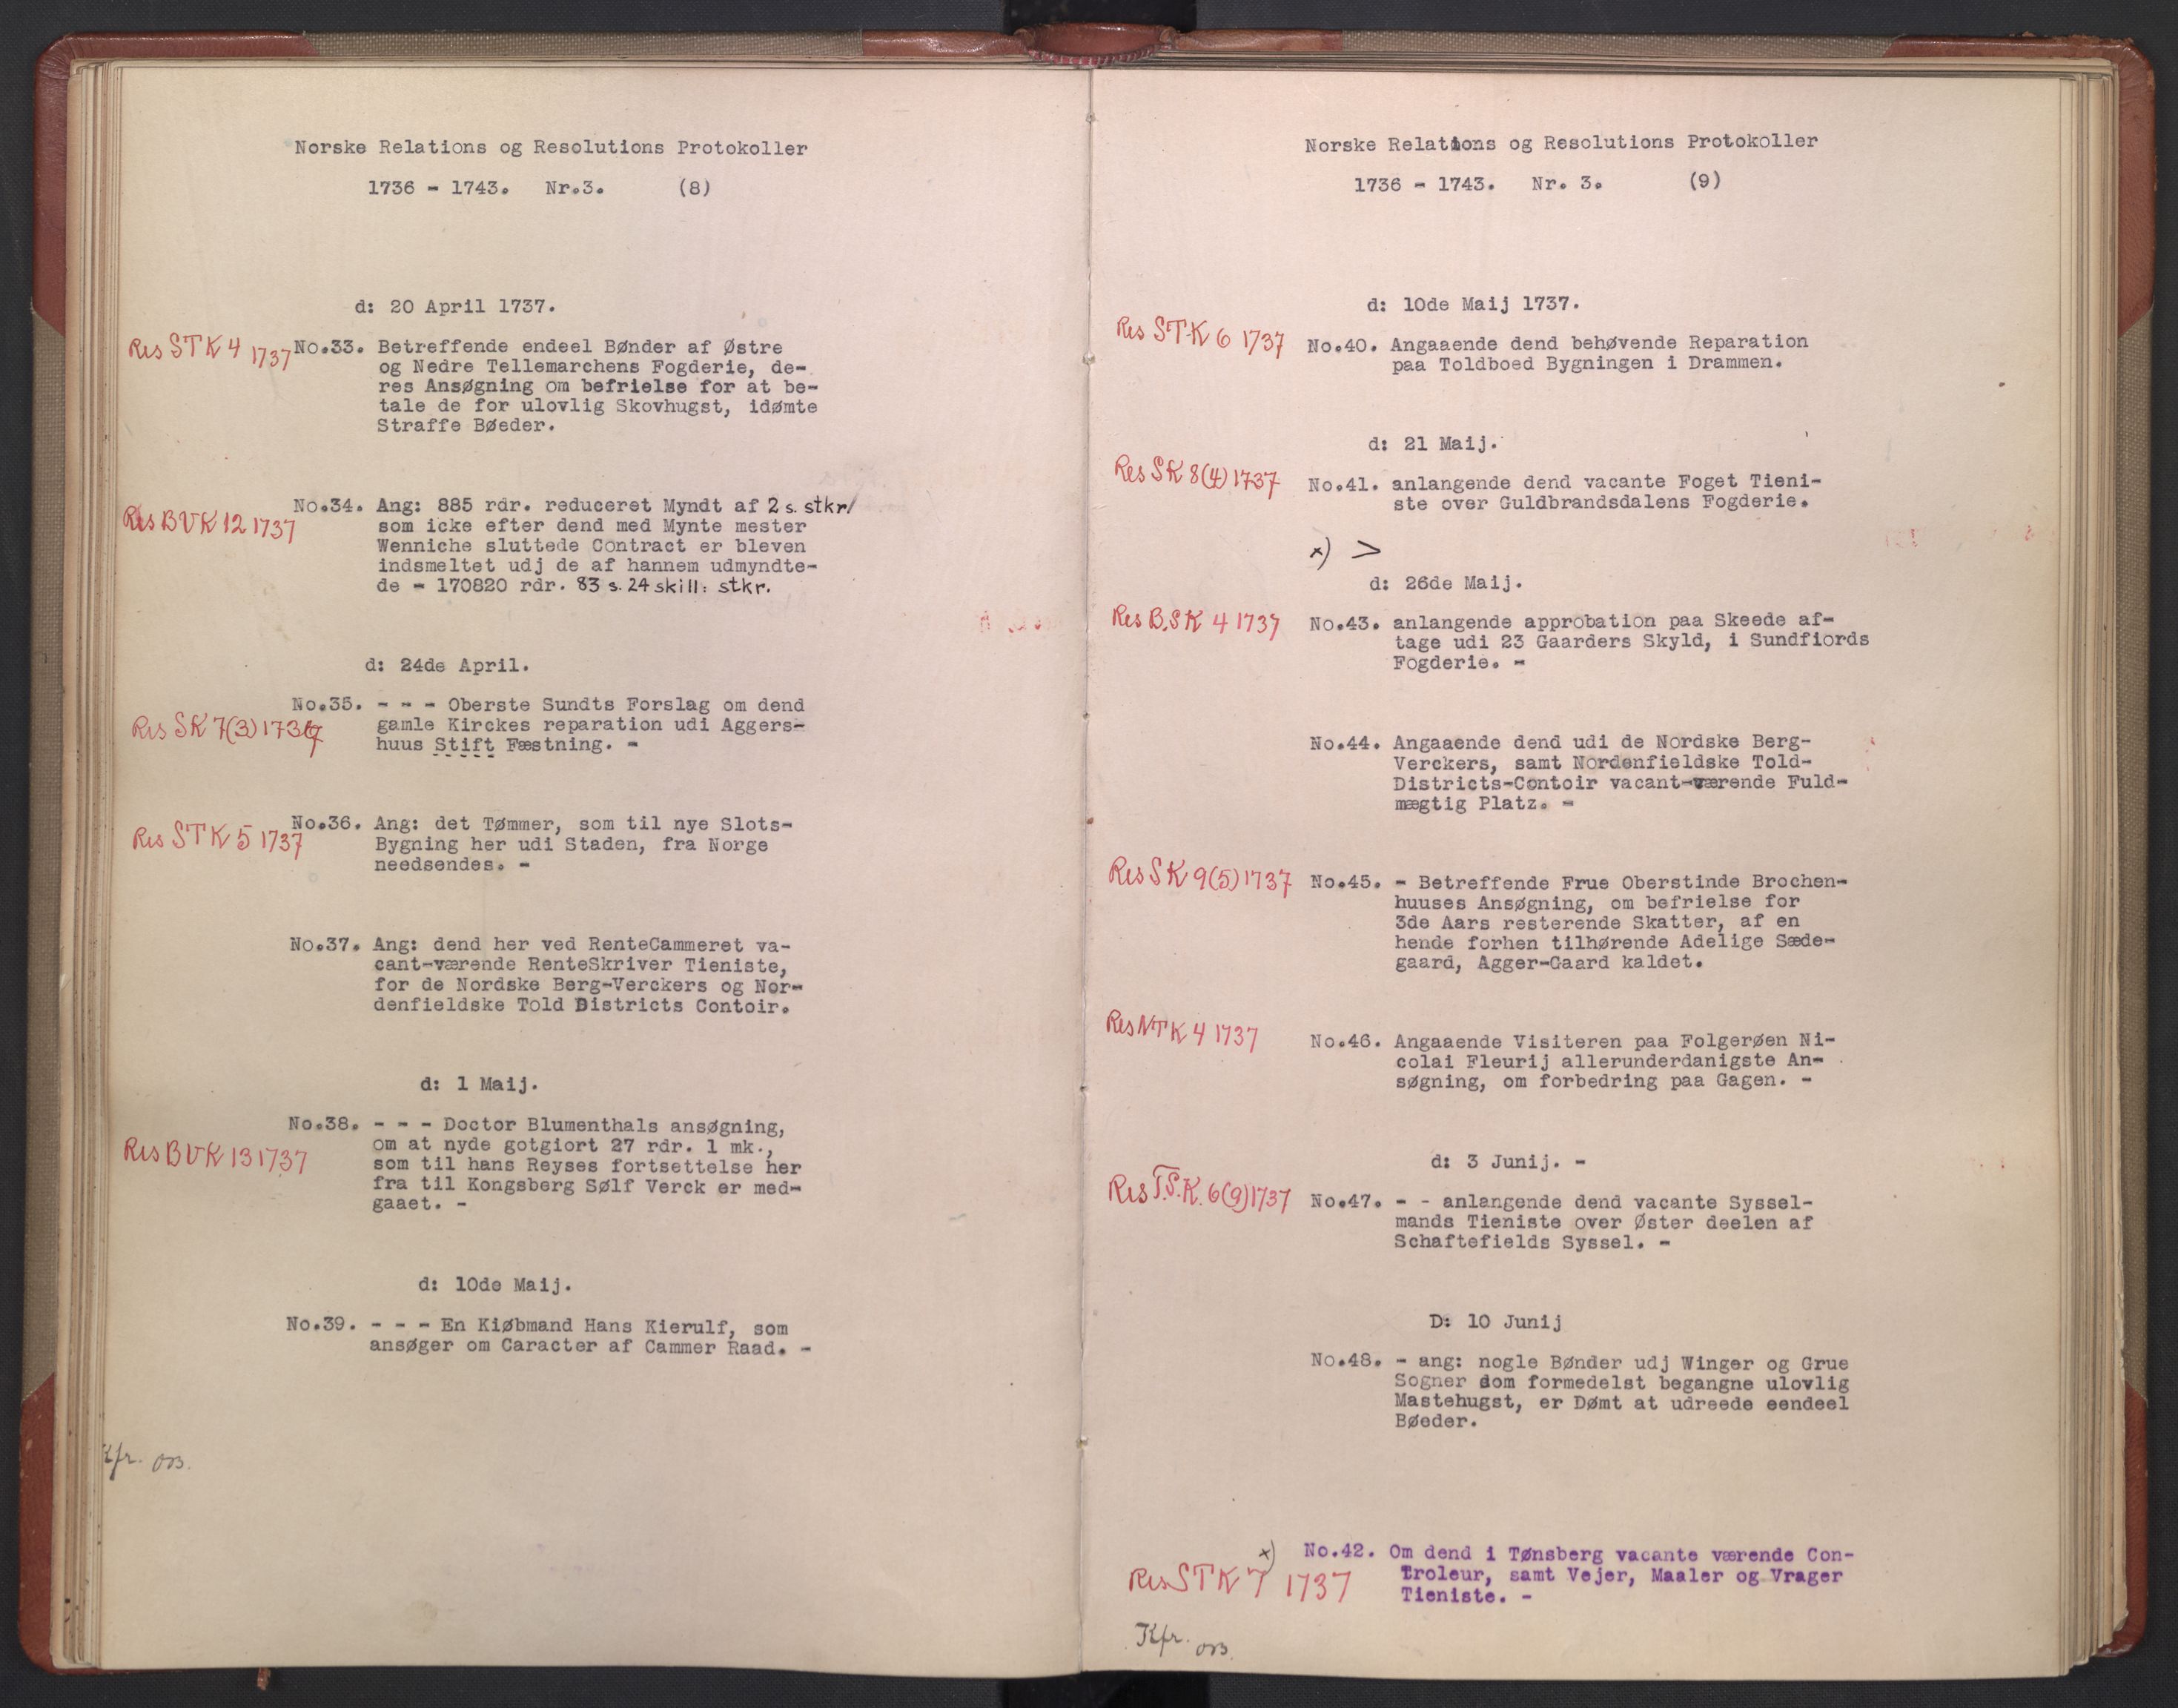 Norske Relations og Resolutions Protokoller
1736 - 1743. Nr.3. (8)
d: 20 April 1737.
Res STK 4 1737 No.33. Betreffende endeel Bønder af Østre
og Nedre Tellemarchens Fogderie, de-
res Ansøgning om befrielse for at be-
tale de for ulovlig Skovhugst, idømte
Straffe Bøeder.
No.34. Ang: 885 rdr. reduceret Myndt af 2 s. stkr/
Res BVK 12 1737 som icke efter dend med Mynte mester
Wenniche sluttede Contract er bleven
indsmeltet udj de af hannem udmyndte-
de - 170820 rdr. 83 s. 24 skill: stkr.
d: 24de April.
No.35. - - - Oberste Sundts Forslag om dend
Res SK 7(3) 1737 gamle Kirckes reparation udi Aggers-
huus Stift Fæstning. -
No.36. Ang: det Tømmer, som til nye Slots-
Res STK 5 1737 Bygning her udi Staden, fra Norge
needsendes. -
No.37. Ang: dend her ved RenteCammeret va-
cant-værende RenteSkriver Tieniste,
for de Nordske Berg-Verckers og Nor-
denfieldske Told Districts Contoir.
d: 1 Maij.
No.38. - - - Doctor Blumenthals ansøgning,
Res BVK 13 1737 om at nyde gotgiort 27 rdr. 1 mk.,
som til hans Reyses fortsettelse her
fra til Kongsberg Sølf Verck er med-
gaaet. -
d: 10de Maij.
No.39. - - - En Kiøbmand Hans Kierulf, som
ansøger om Caracter af Cammer Raad. -
Kfr.
Norske Relations og Resolutions Protokoller
1736 - 1743. Nr. 3. (9)
d: 10de Maij 1737.
Res STK 6 1737 No.40. Angaaende dend behøvende Reparation
paa Toldboed Bygningen i Drammen.
d: 21 Maij.
Res SK 8(4) 1737 No.41. anlangende dend vacante Foget Tieni-
ste over Guldbrandsdalens Fogderie.
x) >
d: 26de Maij.
Res B.SK 4 1737 No.43. anlangende approbation paa Skeede af-
tage udi 23 Gaarders Skyld, i Sundfiords
Fogderie. -
No.44. Angaaende dend udi de Nordske Berg-
Verckers, samt Nordenfieldske Told-
Districts-Contoir vacant-værende Fuld-
mægtig Platz. -
Res SK 9(5) 1737 No.45. - Betreffende Frue Oberstinde Brochen-
huuses Ansøgning, om befrielse for
3de Aars resterende Skatter, af en
hende forhen tilhørende Adelige Sæde-
gaard, Agger-Gaard kaldet.
Res NTK 4 1737 No.46. Angaaende Visiteren paa Folgerøen Ni-
colai Fleurij allerunderdanigste An-
søgning, om forbedring paa Gagen. -
d: 3 Junij. -
Res T.S.K. 6(9) 1737 No.47. - - anlangende dend vacante Syssel-
mands Tieniste over Øster deelen af
Schaftefields Syssel. -
D: 10 Junij
No.48. - ang: nogle Bønder udj Winger og Grue
Sogner som formedelst begangne ulovlig
Mastehugst, er Dømt at udreede eendeel
Bøeder.
x) No.42. Om dend i Tønsberg vacante værende Con-
Res STK 7 1737 troleur, samt Vejer, Maaler og Vrager
Tieniste. -
Kfr.